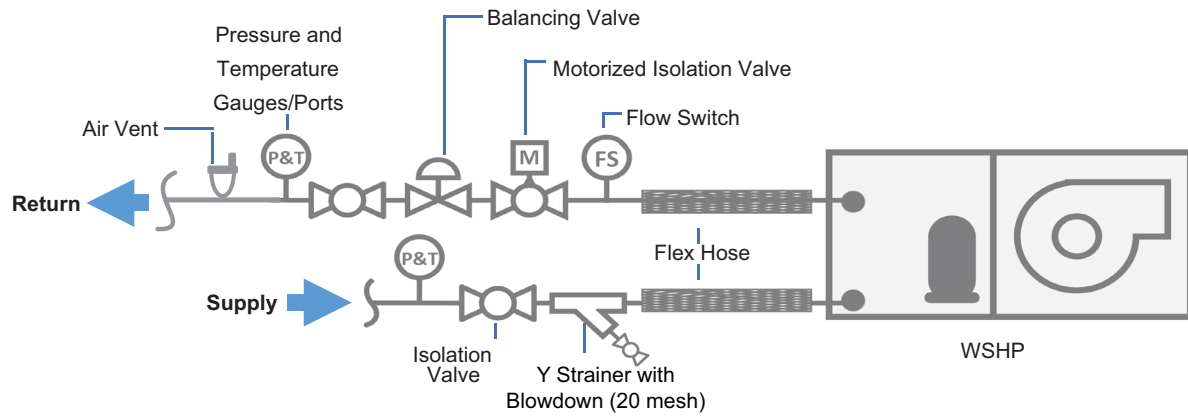 Balancing Valve
Pressure and
Temperature
Gauges/Ports
Motorized Isolation Valve
Air Vent
Flow Switch
P&T
M
FS
Return
P&T
Flex Hose
Supply
Isolation
Valve
Y Strainer with
Blowdown (20 mesh)
WSHP